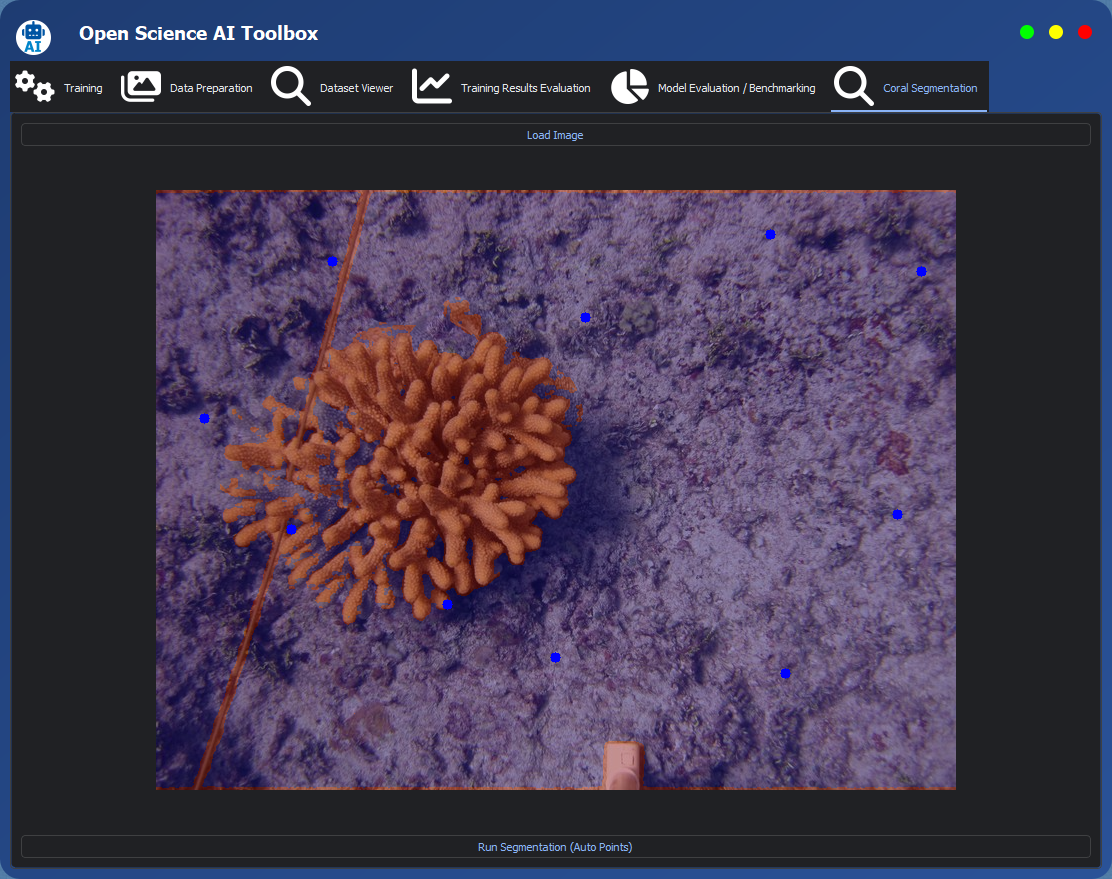 AI
Open Science AI Toolbox
Training
Data Preparation
Dataset Viewer
Training Results Evaluation
Model Evaluation / Benchmarking
Coral Segmentation
Load Image
Run Segmentation (Auto Points)